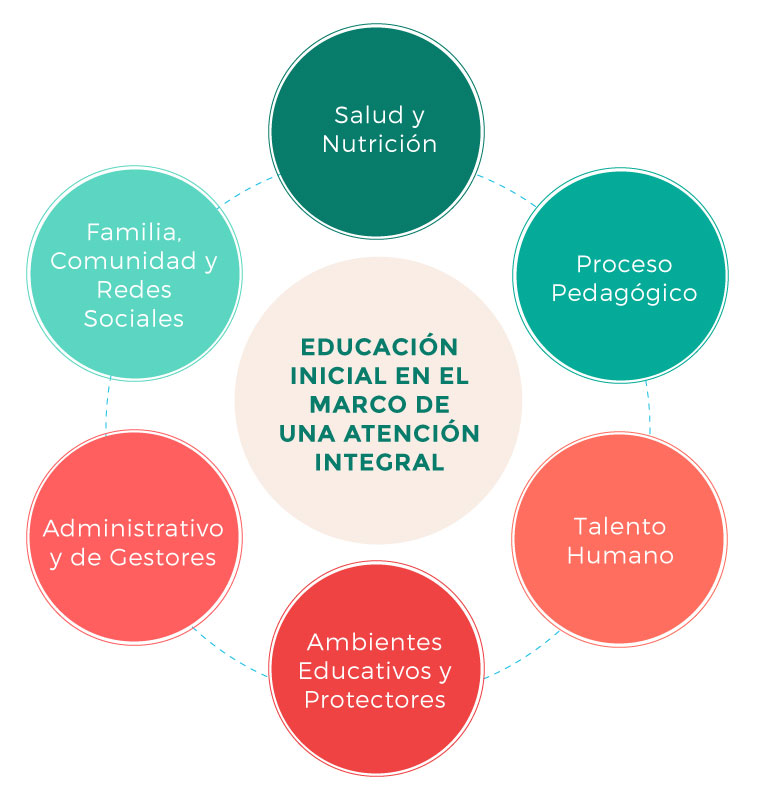 Salud y
Nutrición
Familia,
Comunidad y
Redes
Sociales
Proceso
Pedagógico
EDUCACIÓN
INICIAL EN EL
MARCO DE
UNA ATENCIÓN
INTEGRAL
Administrativo
y de Gestores
Talento
Humano
Ambientes
Educativos y
Protectores